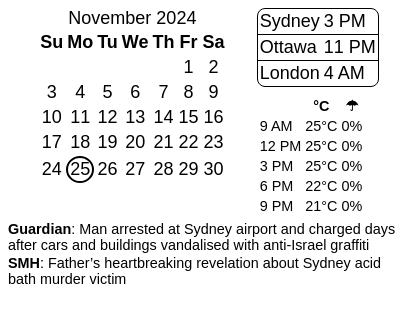 November 2024
Su Mo Tu We Th Fr Sa
1 2
3 4 5 6 7 8 9
10 11 12 13 14 15 16
17 18 19 20 21 22 23
24 25 26 27 28 29 30
Sydney 3 PM
Ottawa 11 PM
London 4 AM
°C ☂
9 AM 25°C 0%
12 PM 25°C 0%
3 PM 25°C 0%
6 PM 22°C 0%
9 PM 21°C 0%
Guardian: Man arrested at Sydney airport and charged days
after cars and buildings vandalised with anti-Israel graffiti
SMH: Father’s heartbreaking revelation about Sydney acid
bath murder victim